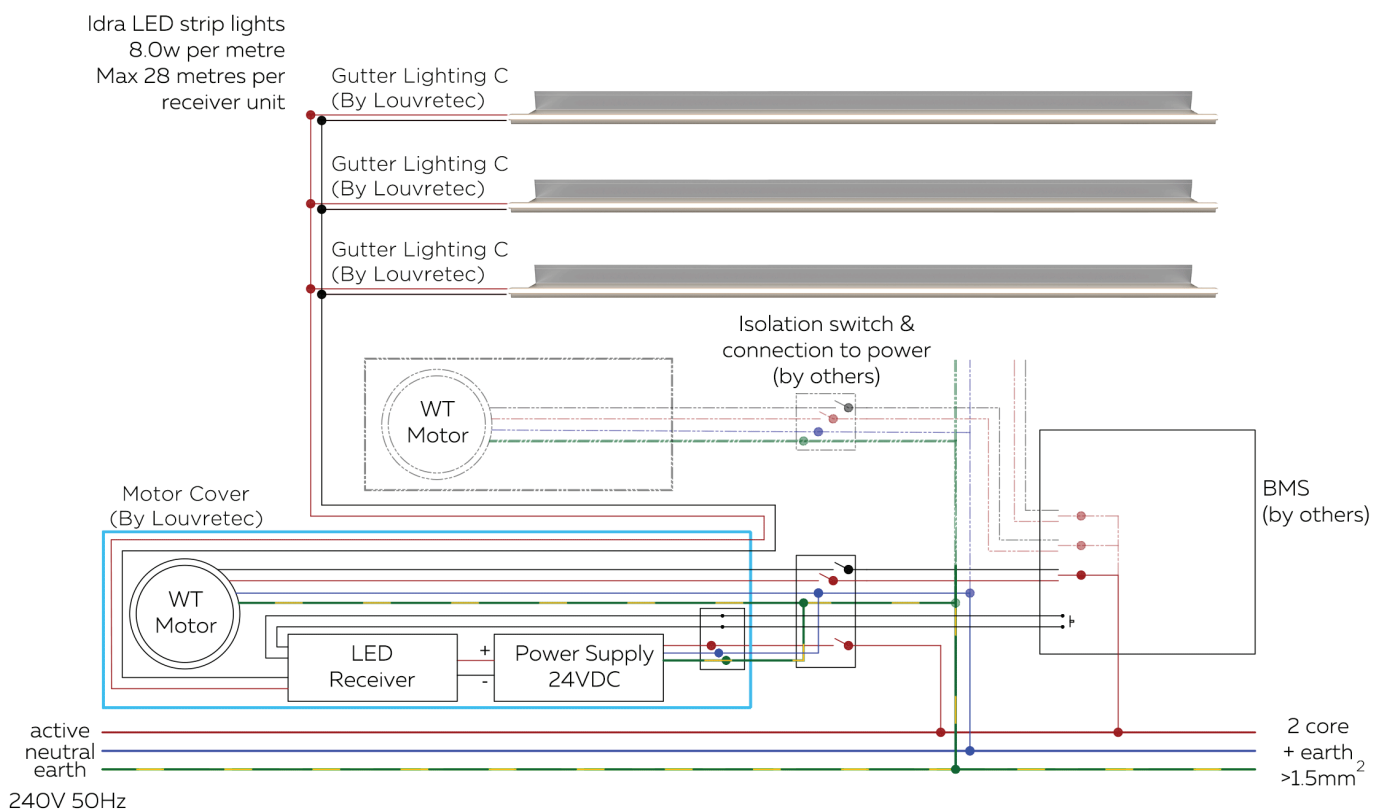 Idra LED strip lights
8.0w per metre
Max 28 metres per
receiver unit
Gutter Lighting C
(By Louvretec)
Gutter Lighting C
(By Louvretec)
Gutter Lighting C
(By Louvretec)
Isolation switch &
connection to power
(by others)
WT
Motor
BMS
(by others)
Motor Cover
(By Louvretec)
WT
Motor
LED
Receiver
+
-
Power Supply
24VDC
active
neutral
earth
240V 50Hz
2 core
+ earth
>1.5mm²